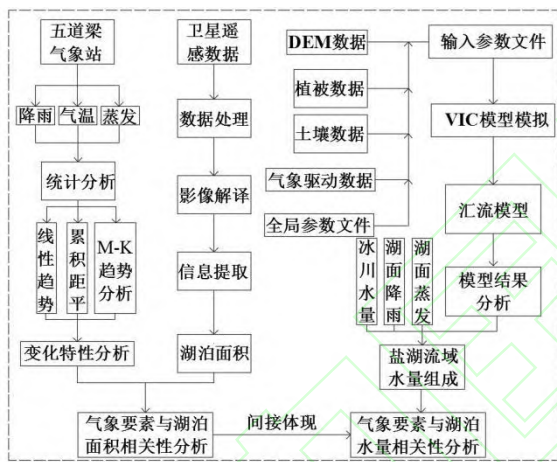 五道梁
气象站
降雨
气温
蒸发
统计分析
线性趋势
累积距平
M-K
趋势
分析
变化特性分析
卫星遥
感数据
数据处理
影像解译
信息提取
湖泊面积
气象要素与湖泊
面积相关性分析
间接体现
DEM数据
植被数据
土壤数据
气象驱动数据
全局参数文件
输入参数文件
VIC模型模拟
汇流模型
模型结果
分析
冰川水量
湖面降雨
湖面蒸发
盐湖流域
水量组成
气象要素与湖泊
水量相关性分析